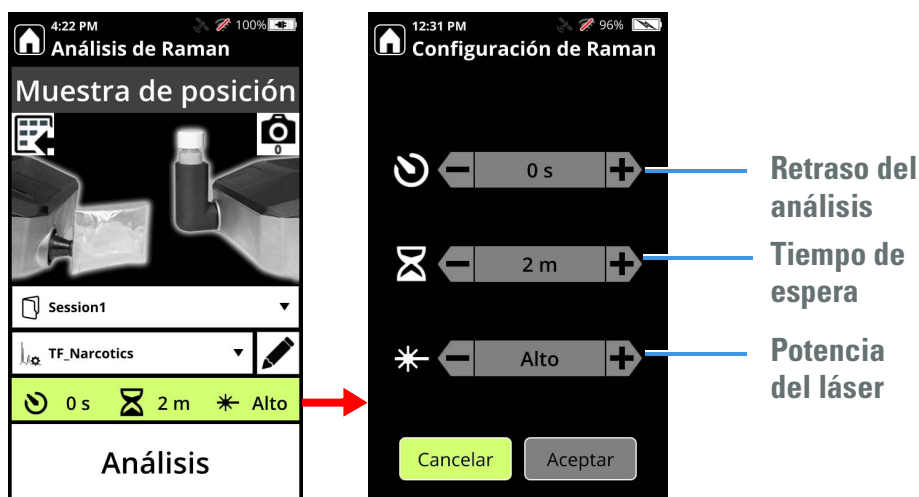 4:22 PM 100%
Análisis de Raman
Muestra de posición
0
Session1
TF_Narcotics
0 s 2 m Alto
Análisis
12:31 PM 96%
Configuración de Raman
0 s
2 m
Alto
Cancelar Aceptar
Retraso del
análisis
Tiempo de
espera
Potencia
del láser